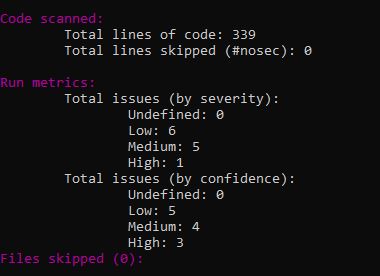 Code scanned:
Total lines of code: 339
Total lines skipped (#nosec): 0
Run metrics:
Total issues (by severity):
Undefined: 0
Low: 6
Medium: 5
High: 1
Total issues (by confidence):
Undefined: 0
Low: 5
Medium: 4
High: 3
Files skipped (0):